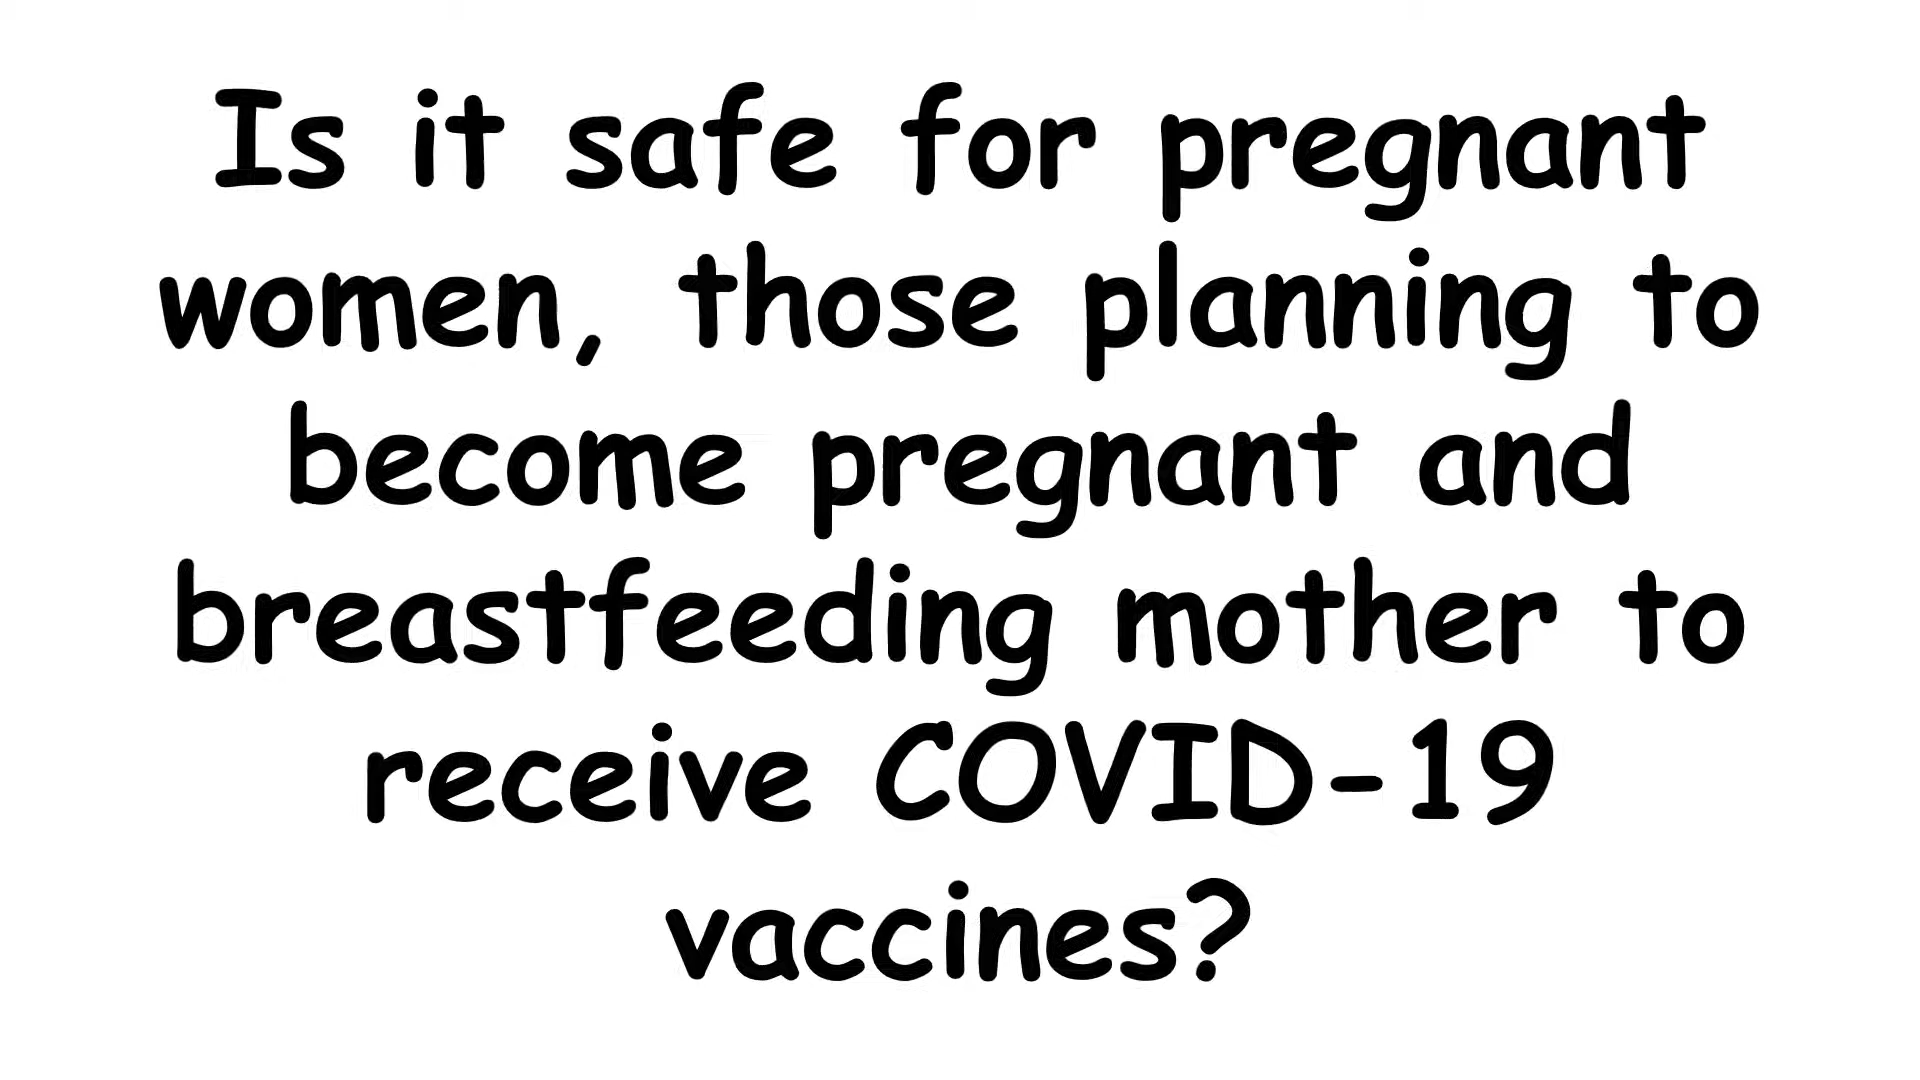 Is it safe for pregnant
women, those planning to
become pregnant and
breastfeeding mother to
receive COVID-19
vaccines?